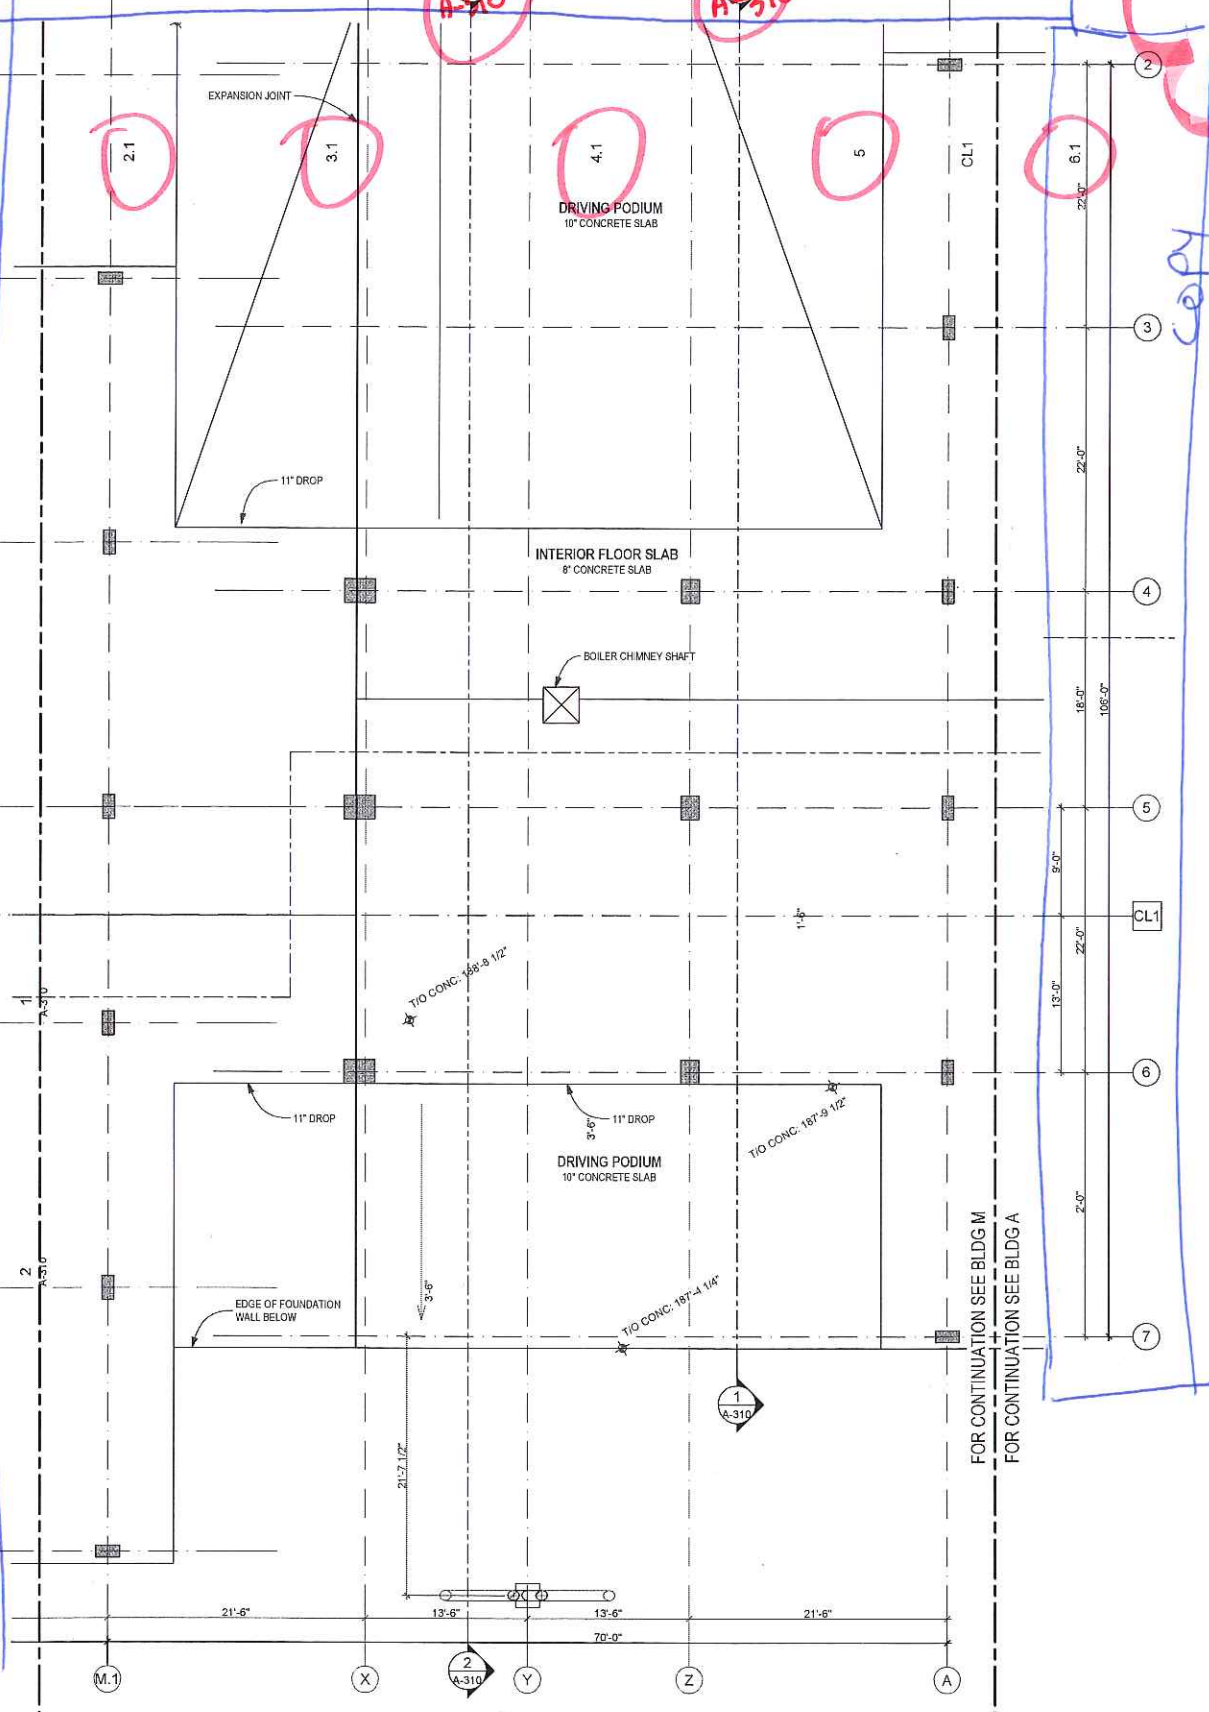 A-310
A-310
2
EXPANSION JOINT
2.1
3.1
4.1
5
CL1
6.1
22'-0"
DRIVING PODIUM
10" CONCRETE SLAB
Copy
3
11" DROP
22'-0"
INTERIOR FLOOR SLAB
8" CONCRETE SLAB
4
BOILER CHIMNEY SHAFT
18'-0"
106'-0"
5
9'-0"
1'-6"
CL1
22'-0"
T/O CONC: 188'-8 1/2"
13'-0"
1
A-310
6
11" DROP
11" DROP
3'-6"
T/O CONC: 187'-9 1/2"
DRIVING PODIUM
10" CONCRETE SLAB
2'-0"
2
A-310
3'-6"
EDGE OF FOUNDATION
WALL BELOW
T/O CONC: 187'-4 1/4"
7
FOR CONTINUATION SEE BLDG M
FOR CONTINUATION SEE BLDG A
1
A-310
21'-7 1/2"
21'-6"
13'-6"
13'-6"
21'-6"
70'-0"
M.1
X
2
A-310
Y
Z
A